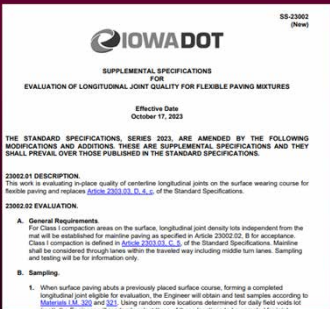 SS-23002
(New)
IOWADOT
SUPPLEMENTAL SPECIFICATIONS
FOR
EVALUATION OF LONGITUDINAL JOINT QUALITY FOR FLEXIBLE PAVING MIXTURES
Effective Date
October 17, 2023
THE STANDARD SPECIFICATIONS, SERIES 2023, ARE AMENDED BY THE FOLLOWING
MODIFICATIONS AND ADDITIONS. THESE ARE SUPPLEMENTAL SPECIFICATIONS AND THEY
SHALL PREVAIL OVER THOSE PUBLISHED IN THE STANDARD SPECIFICATIONS.
23002.01 DESCRIPTION.
This work is evaluating in-place quality of centerline longitudinal joints on the surface wearing course for
flexible paving and replaces Article 2303.03, D, 4, c, of the Standard Specifications.
23002.02 EVALUATION.
A. General Requirements.
For Class I compaction areas on the surface, longitudinal joint density lots independent from the
mat will be established for mainline paving as specified in Article 23002.02, B for acceptance.
Class I compaction is defined in Article 2303.03, C, 5, of the Standard Specifications. Mainline
shall be considered through lanes within the traveled way including middle turn lanes. Sampling
and testing will be for information only.
B. Sampling.
1. When surface paving abuts a previously placed surface course, forming a completed
longitudinal joint eligible for evaluation, the Engineer will obtain and test samples according to
Materials I.M. 320 and 321. Using random core locations determined for daily field voids lot